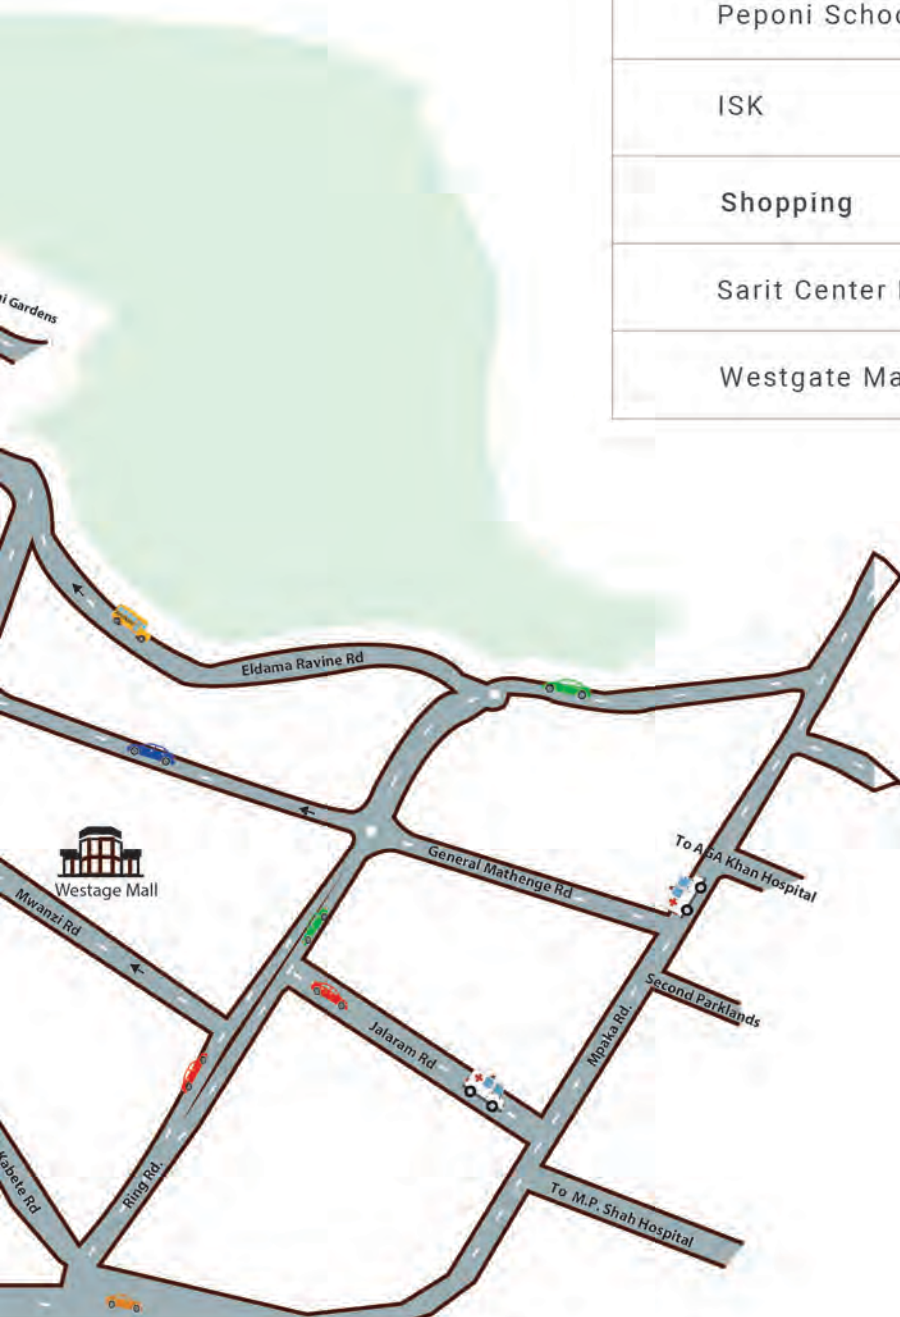 Peponi Schoo
ISK
Shopping
Sarit Center
Westgate Ma
i Gardens
Eldama Ravine Rd
To AGA Khan Hospital
General Mathenge Rd
Westage Mall
Mwanzi Rd
Second Parklands
Jalaram Rd
Mpaka Rd.
Kabete Rd
Ring Rd.
To M.P. Shah Hospital